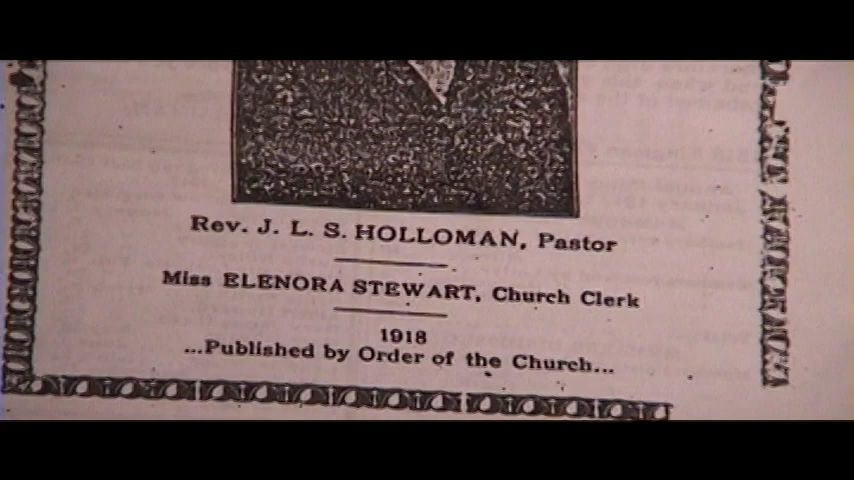 Rev. J. L. S. HOLLOMAN, Pastor
Miss ELENORA STEWART, Church Clerk
1918
...Published by Order of the Church...